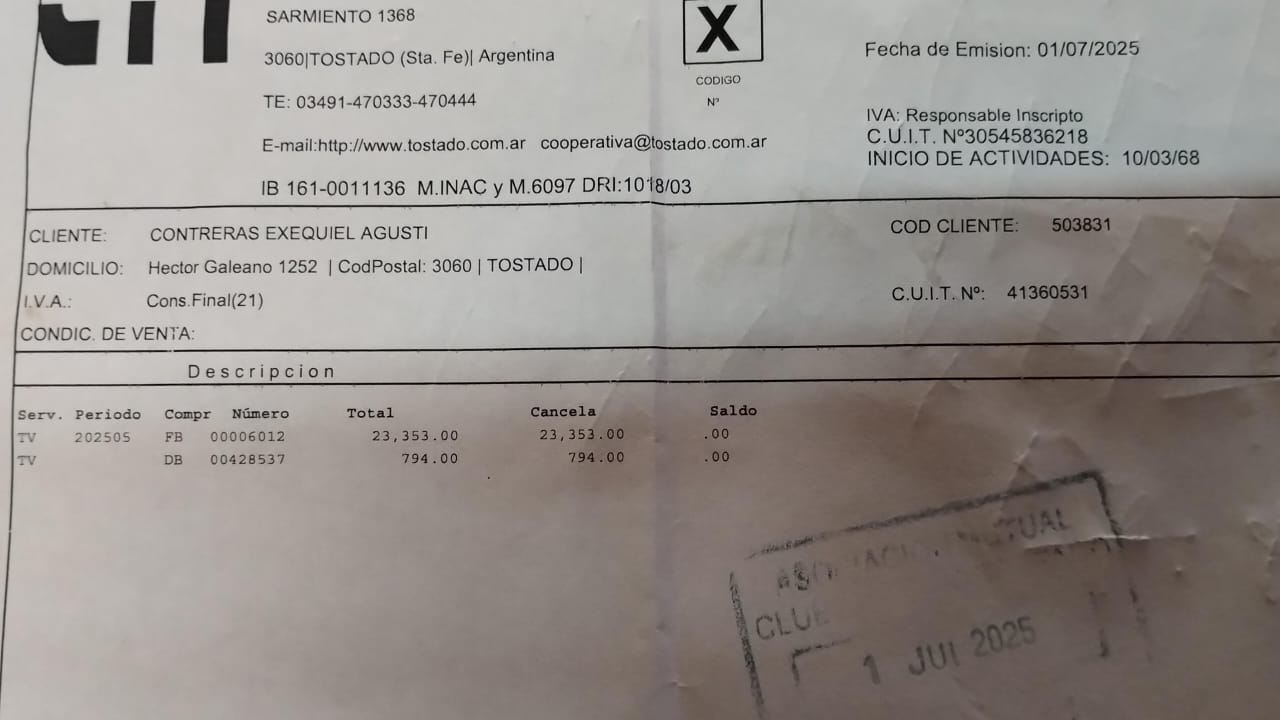 SARMIENTO 1368
3060|TOSTADO (Sta. Fe)| Argentina
TE: 03491-470333-470444
E-mail:http://www.tostado.com.ar cooperativa@tostado.com.ar
IB 161-0011136 M.INAC y M.6097 DRI:1018/03
X
CODIGO
Nº
Fecha de Emision: 01/07/2025
IVA: Responsable Inscripto
C.U.I.T. Nº30545836218
INICIO DE ACTIVIDADES: 10/03/68
CLIENTE: CONTRERAS EXEQUIEL AGUSTI
COD CLIENTE: 503831
DOMICILIO: Hector Galeano 1252 | CodPostal: 3060 | TOSTADO |
I.V.A.: Cons.Final(21)
C.U.I.T. Nº: 41360531
CONDIC. DE VENTA:
Descripcion
Serv. Periodo Compr Número Total Cancela Saldo
TV 202505 FB 00006012 23,353.00 23,353.00 .00
TV DB 00428537 794.00 794.00 .00
1 JUL 2025